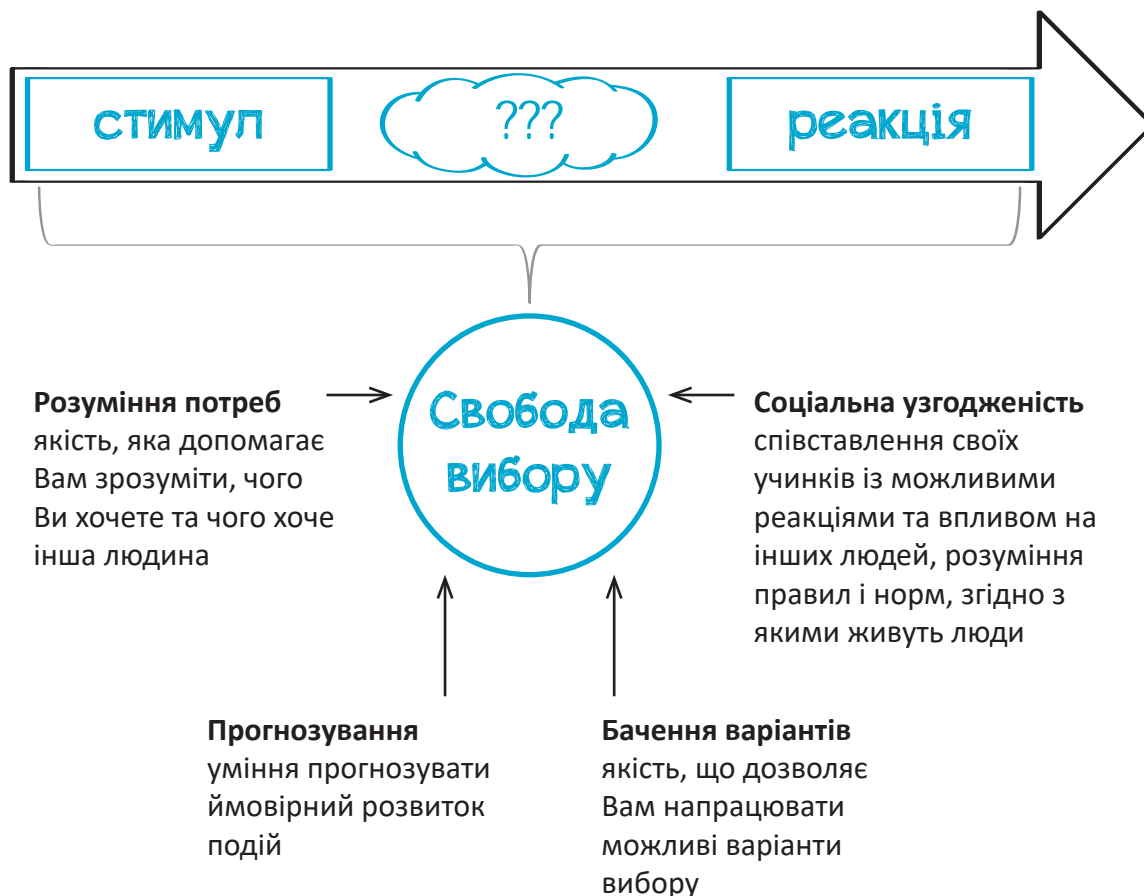 стимул
???
реакція
Свобода
вибору
Розуміння потреб
якість, яка допомагає
Вам зрозуміти, чого
Ви хочете та чого хоче
інша людина
Соціальна узгодженість
співставлення своїх
учинків із можливими
реакціями та впливом на
інших людей, розуміння
правил і норм, згідно з
якими живуть люди
Прогнозування
уміння прогнозувати
ймовірний розвиток
подій
Бачення варіантів
якість, що дозволяє
Вам напрацювати
можливі варіанти
вибору